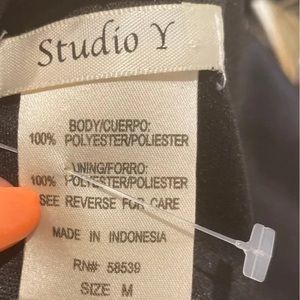 Studio Y
BODY/CUERPO:
100% POLYESTER/POLIESTER
LINING/FORRO:
100% POLYESTER/POLIESTER
SEE REVERSE FOR CARE
MADE IN INDONESIA
RN# 58539
SIZE M